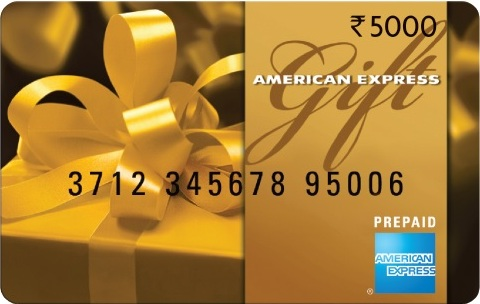 ₹5000
Gift
AMERICAN EXPRESS
3712 345678 95006
PREPAID
AMERICAN
EXPRESS
®